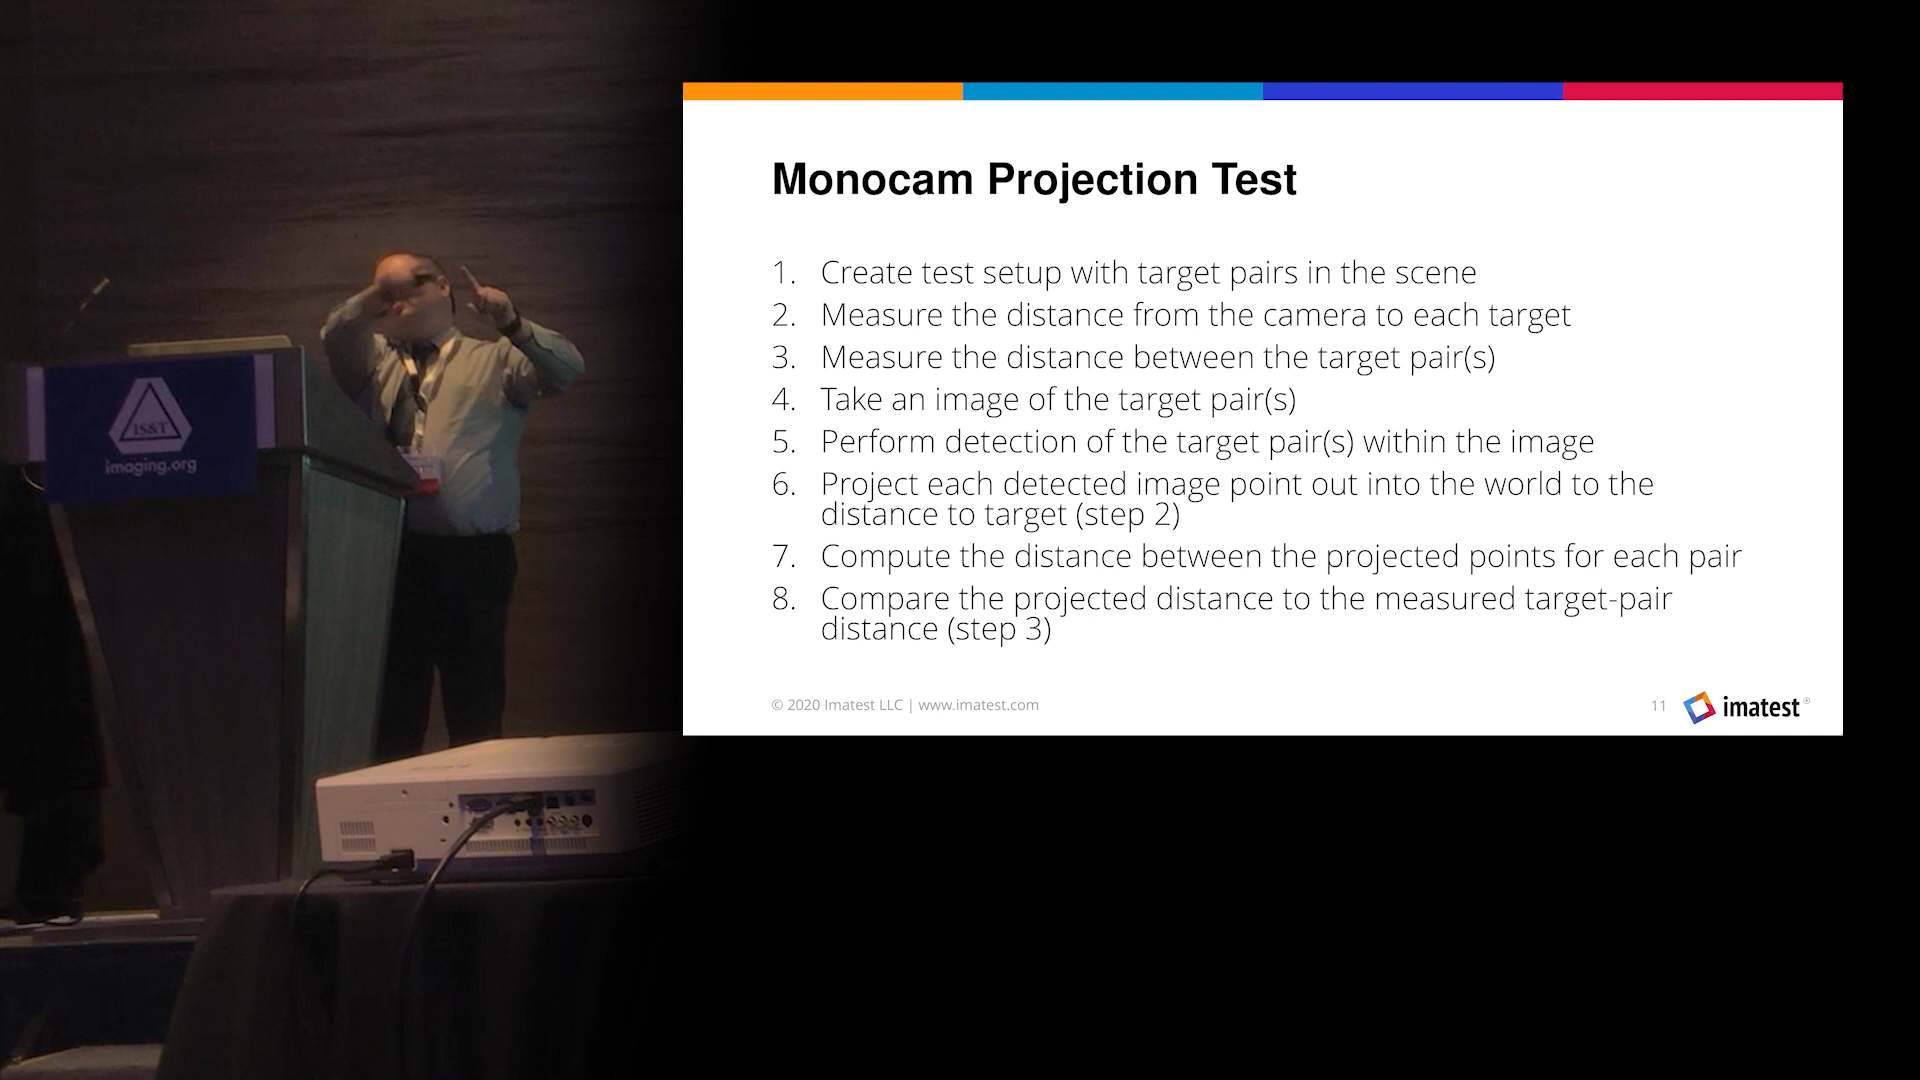 Monocam Projection Test
1. Create test setup with target pairs in the scene
2. Measure the distance from the camera to each target
3. Measure the distance between the target pair(s)
4. Take an image of the target pair(s)
5. Perform detection of the target pair(s) within the image
6. Project each detected image point out into the world to the
distance to target (step 2)
7. Compute the distance between the projected points for each pair
8. Compare the projected distance to the measured target-pair
distance (step 3)
© 2020 Imatest LLC | www.imatest.com
11
imatest®
IS&T
imaging.org